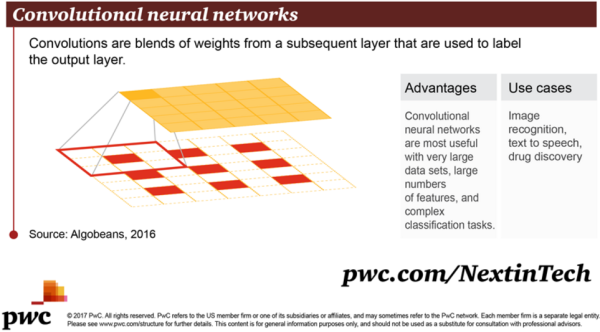 Convolutional neural networks
Convolutions are blends of weights from a subsequent layer that are used to label
the output layer.
Advantages
Convolutional
neural networks
are most useful
with very large
data sets, large
numbers
of features, and
complex
classification tasks.
Use cases
Image
recognition,
text to speech,
drug discovery
Source: Algobeans, 2016
pwc.com/NextinTech
pwc
© 2017 PwC. All rights reserved. PwC refers to the US member firm or one of its subsidiaries or affiliates, and may sometimes refer to the PwC network. Each member firm is a separate legal entity.
Please see www.pwc.com/structure for further details. This content is for general information purposes only, and should not be used as a substitute for consultation with professional advisors.